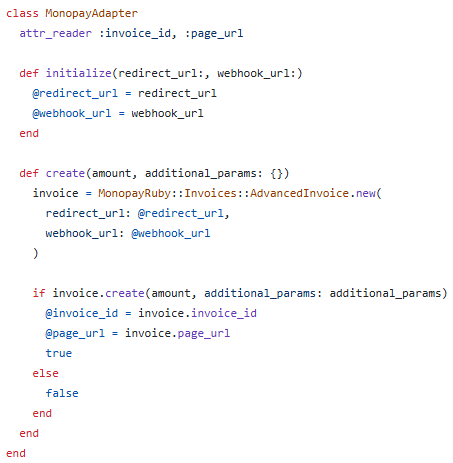 class MonopayAdapter
  attr_reader :invoice_id, :page_url

  def initialize(redirect_url:, webhook_url:)
    @redirect_url = redirect_url
    @webhook_url = webhook_url
  end

  def create(amount, additional_params: {})
    invoice = MonopayRuby::Invoices::AdvancedInvoice.new(
      redirect_url: @redirect_url,
      webhook_url: @webhook_url
    )

    if invoice.create(amount, additional_params: additional_params)
      @invoice_id = invoice.invoice_id
      @page_url = invoice.page_url
      true
    else
      false
    end
  end
end